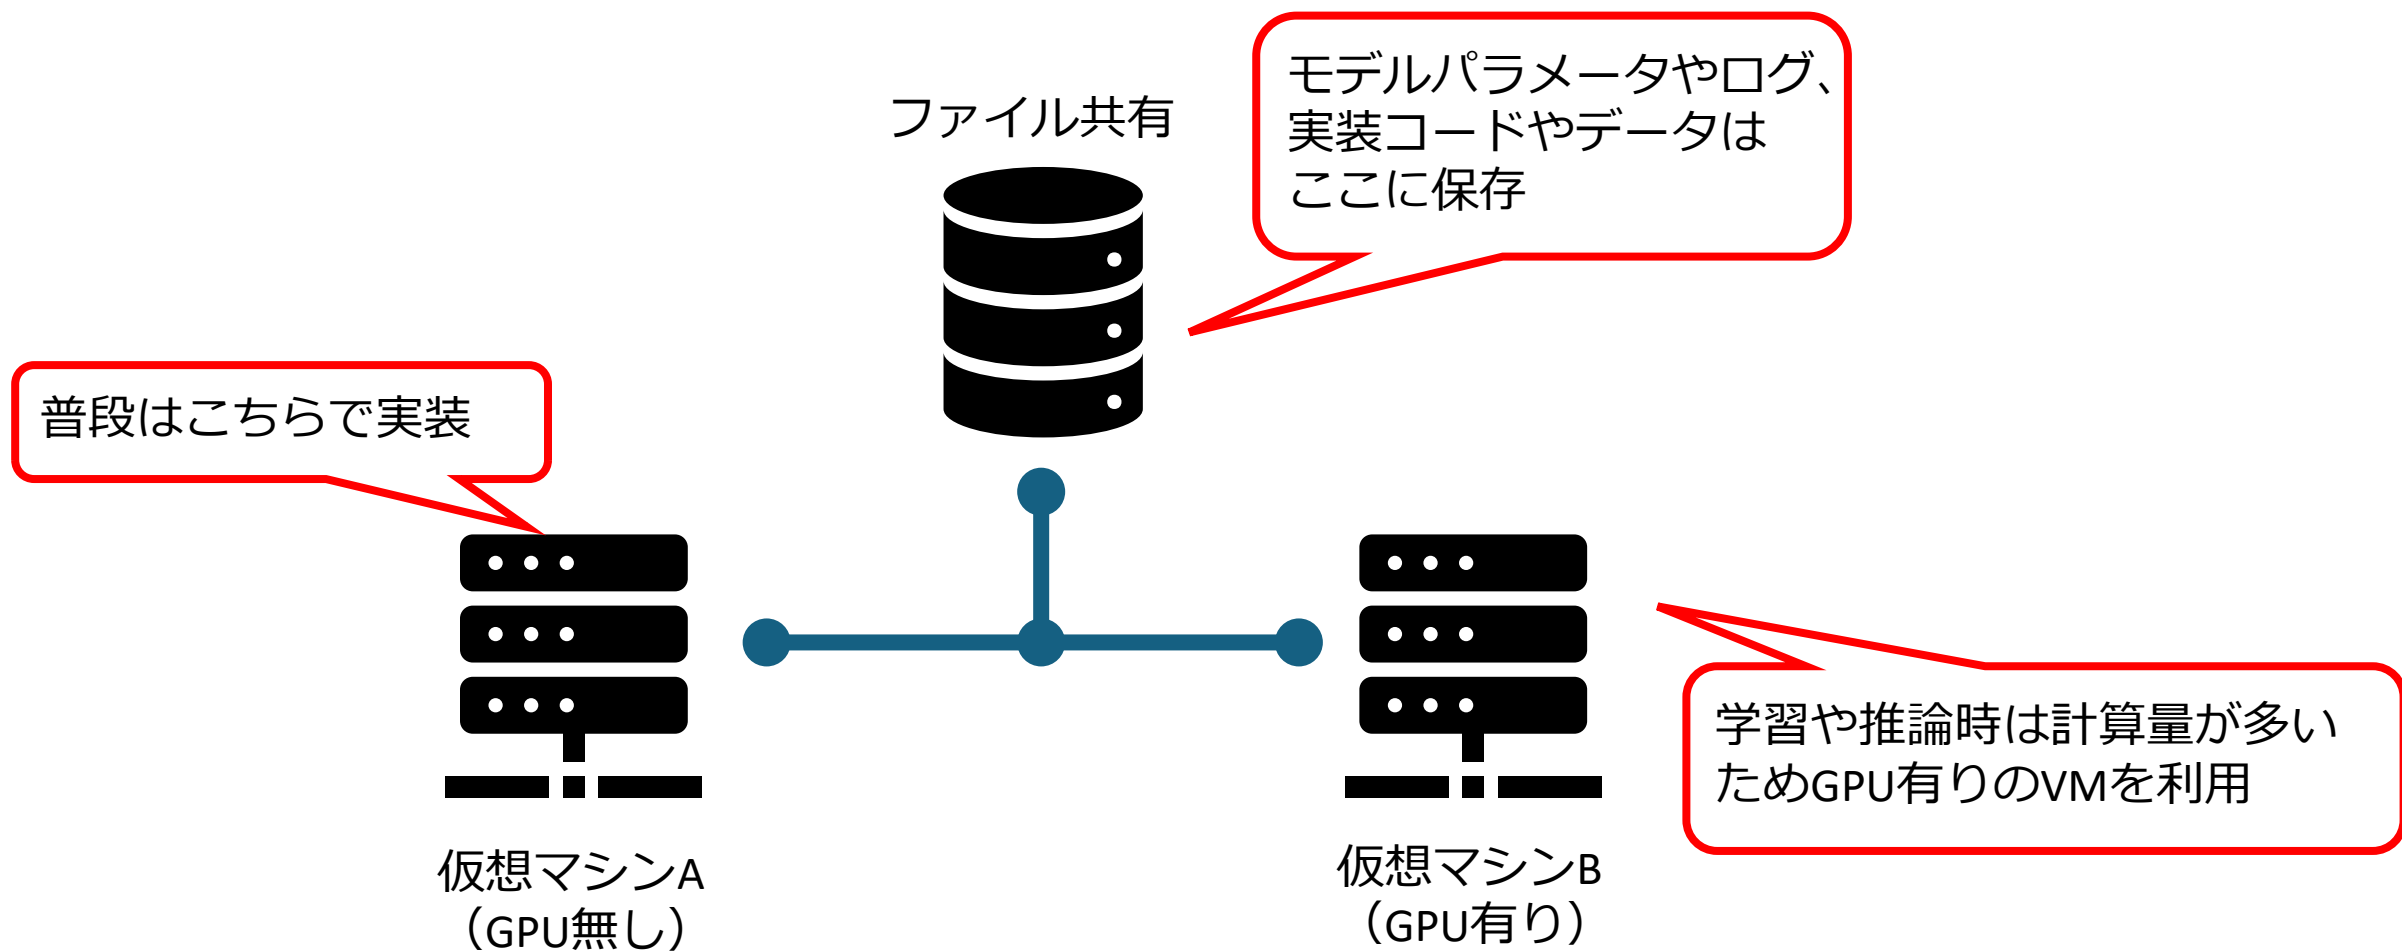 ファイル共有
モデルパラメータやログ、
実装コードやデータは
ここに保存
普段はこちらで実装
学習や推論時は計算量が多い
ためGPU有りのVMを利用
仮想マシンA
（GPU無し）
仮想マシンB
（GPU有り）